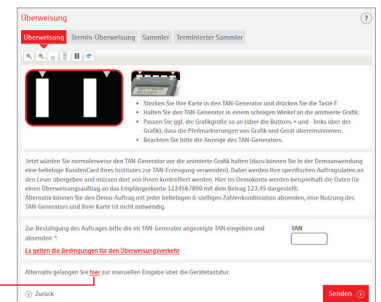 Überweisung
Überweisung Termin-Überweisung Sammler Terminierter Sammler
• Stecken Sie Ihre Karte in den TAN-Generator und drücken Sie die Taste F.
• Halten Sie den TAN-Generator in einem schrägen Winkel an die animierte Grafik.
• Passen Sie ggf. die Grafikgröße so an (über die Buttons + und - links über der
Grafik), dass die Pfeilmarkierungen von Grafik und Gerät übereinstimmen.
• Beachten Sie bitte die Anzeige des TAN-Generators.
Jetzt würden Sie normalerweise den TAN-Generator vor die animierte Grafik halten (dazu können Sie in der Demoanwendung
eine beliebige KundenCard Ihres Institutes zur TAN-Erzeugung verwenden). Dabei werden Ihre spezifischen Auftragsdaten an
den Leser übergeben und müssen dort von Ihnen kontrolliert werden. Hier im Demokonto werden beispielhaft die Daten für
einen Überweisungsauftrag an das Empfängerkonto 1234567890 mit dem Betrag 123,45 dargestellt.
Alternativ können Sie den Demo-Auftrag mit jeder beliebigen 6-stelligen Zahlenkombination absenden, eine Nutzung des
TAN-Generators und Ihrer Karte ist nicht notwendig.
Zur Bestätigung des Auftrages bitte die im TAN-Generator angezeigte TAN eingeben und TAN
absenden *:
Es gelten die Bedingungen für den Überweisungsverkehr
Alternativ gelangen Sie hier zur manuellen Eingabe über die Gerätetastatur.
Zurück Senden